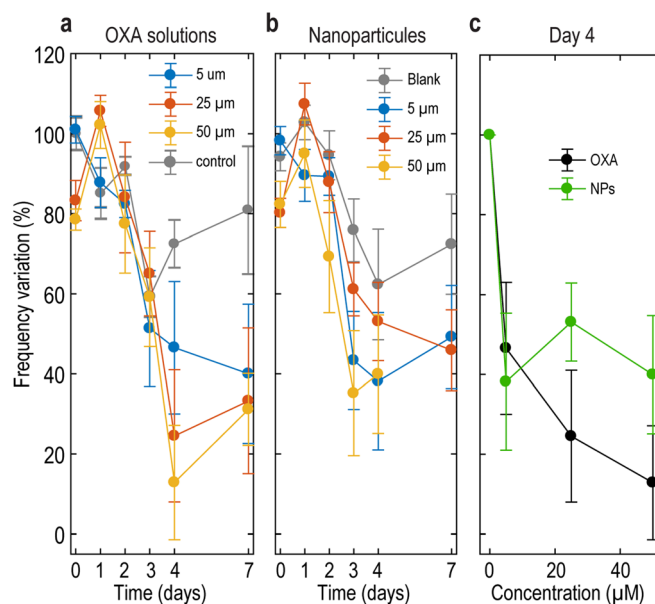 a OXA solutions
b Nanoparticules
c Day 4
120
100
80
60
40
20
0
Frequency variation (%)
5 um
25 µm
50 µm
control
Blank
5 µm
25 µm
50 µm
OXA
NPs
0 1 2 3 4 7
0 1 2 3 4 7
0 20 40
Time (days)
Time (days)
Concentration (µM)